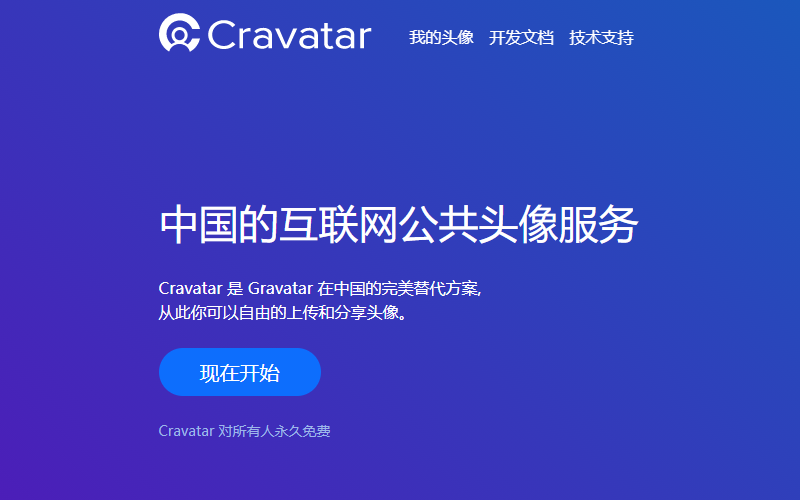 Cravatar
我的头像 开发文档 技术支持
中国的互联网公共头像服务
Cravatar 是 Gravatar 在中国的完美替代方案,
从此你可以自由的上传和分享头像。
现在开始
Cravatar 对所有人永久免费